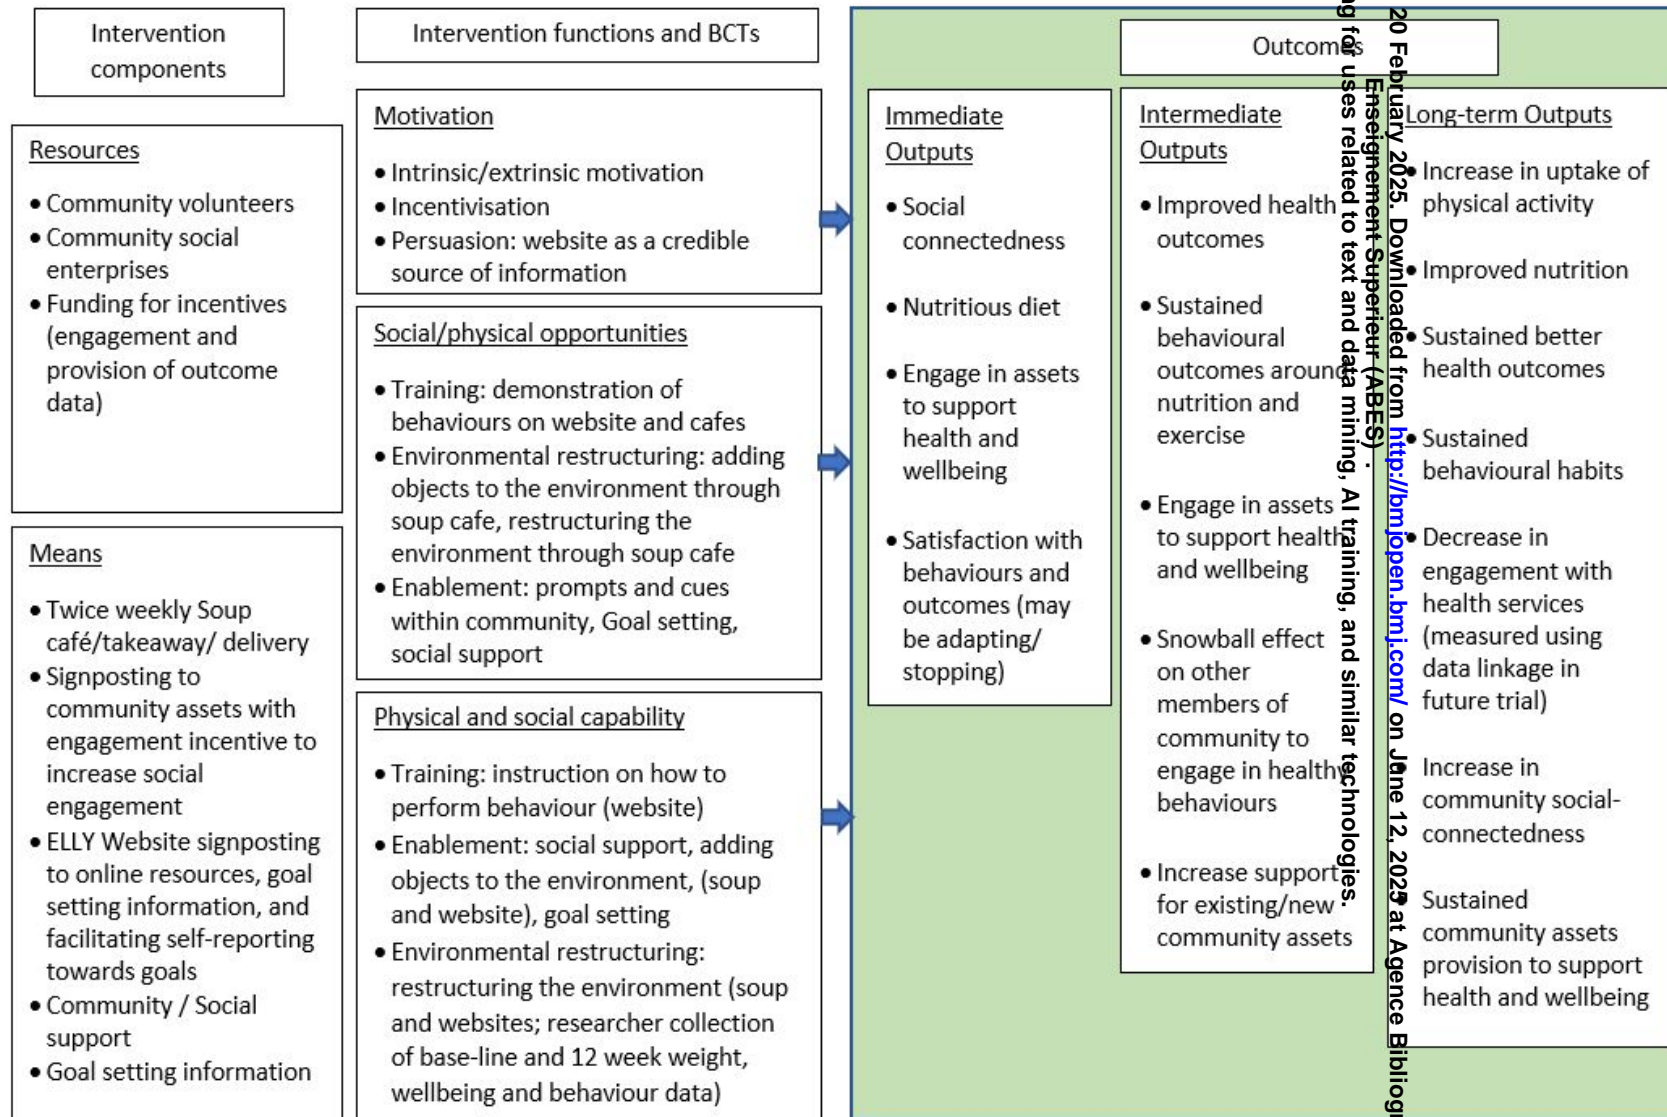 Intervention
components
Resources
• Community volunteers
• Community social
enterprises
• Funding for incentives
(engagement and
provision of outcome
data)
Means
• Twice weekly Soup
café/takeaway/ delivery
• Signposting to
community assets with
engagement incentive to
increase social
engagement
• ELLY Website signposting
to online resources, goal
setting information, and
facilitating self-reporting
towards goals
• Community / Social
support
• Goal setting information
Intervention functions and BCTs
Motivation
• Intrinsic/extrinsic motivation
• Incentivisation
• Persuasion: website as a credible
source of information
Social/physical opportunities
• Training: demonstration of
behaviours on website and cafes
• Environmental restructuring: adding
objects to the environment through
soup cafe, restructuring the
environment through soup cafe
• Enablement: prompts and cues
within community, Goal setting,
social support
Physical and social capability
• Training: instruction on how to
perform behaviour (website)
• Enablement: social support, adding
objects to the environment, (soup
and website), goal setting
• Environmental restructuring:
restructuring the environment (soup
and websites; researcher collection
of base-line and 12 week weight,
wellbeing and behaviour data)
Outcomes
Immediate
Outputs
• Social
connectedness
• Nutritious diet
• Engage in assets
to support
health and
wellbeing
• Satisfaction with
behaviours and
outcomes (may
be adapting/
stopping)
Intermediate
Outputs
• Improved health
outcomes
• Sustained
behavioural
outcomes around
nutrition and
exercise
• Engage in assets
to support health
and wellbeing
• Snowball effect
on other
members of
community to
engage in healthy
behaviours
• Increase support
for existing/new
community assets
Long-term Outputs
• Increase in uptake of
physical activity
• Improved nutrition
• Sustained better
health outcomes
• Sustained
behavioural habits
• Decrease in
engagement with
health services
(measured using
data linkage in
future trial)
• Increase in
community social-
connectedness
• Sustained
community assets
provision to support
health and wellbeing
20 February 2025. Downloaded from http://bmjopen.bmj.com/ on June 12, 2025 at Agence
Enseignement Superieur (ABES) .
for uses related to text and data mining, AI training, and similar technologies.